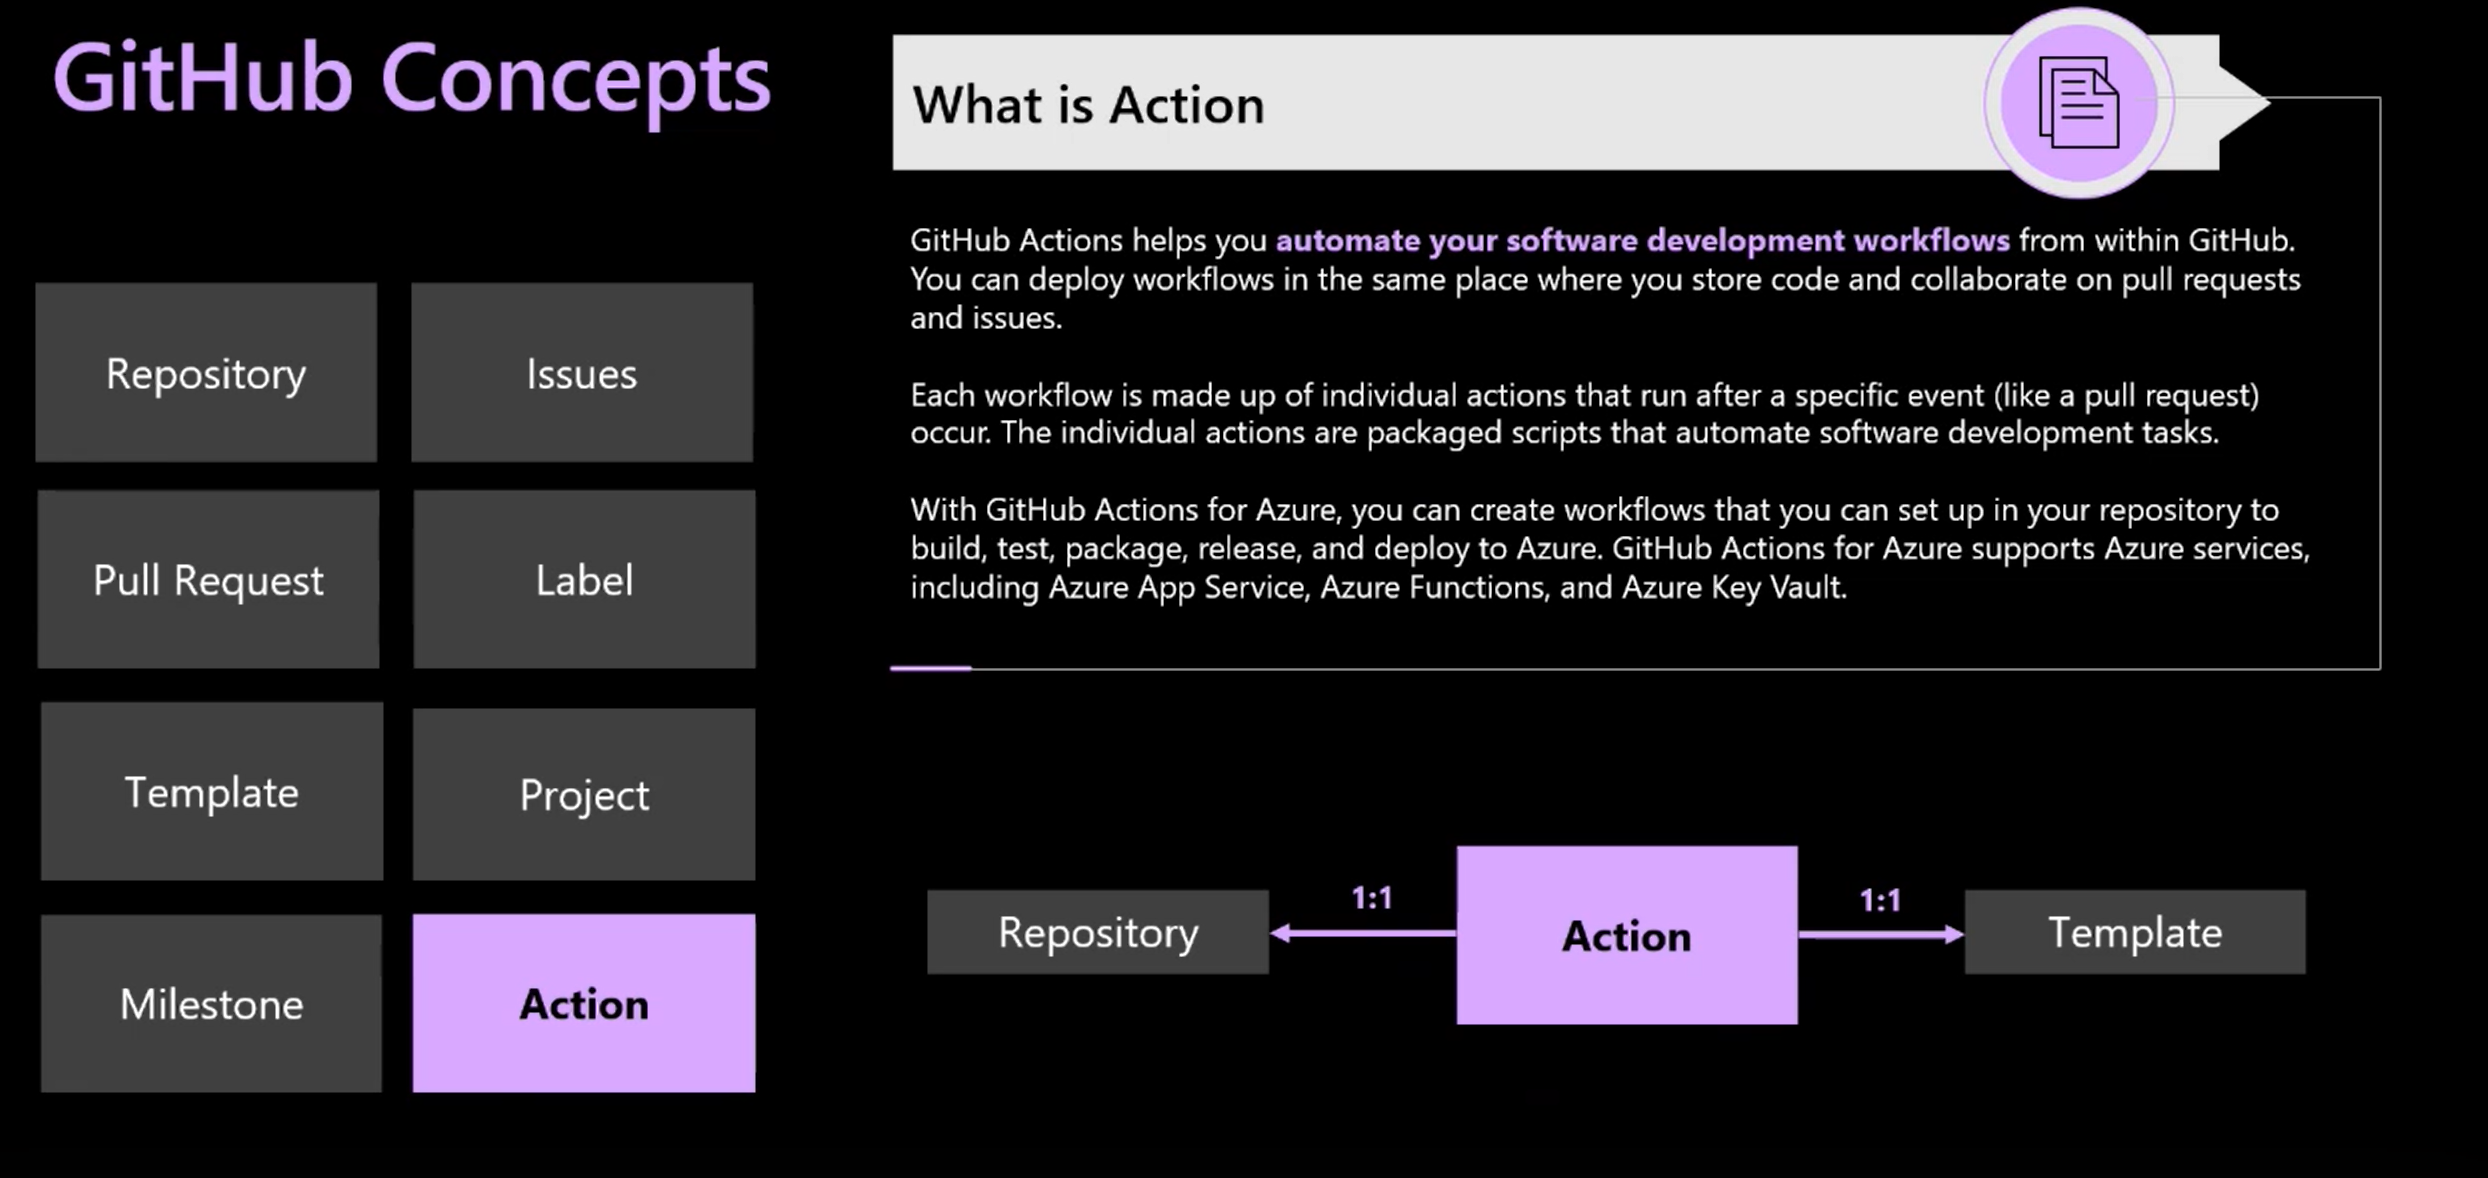 GitHub Concepts
Repository
Issues
Pull Request
Label
Template
Project
Milestone
Action
What is Action
GitHub Actions helps you automate your software development workflows from within GitHub.
You can deploy workflows in the same place where you store code and collaborate on pull requests
and issues.
Each workflow is made up of individual actions that run after a specific event (like a pull request)
occur. The individual actions are packaged scripts that automate software development tasks.
With GitHub Actions for Azure, you can create workflows that you can set up in your repository to
build, test, package, release, and deploy to Azure. GitHub Actions for Azure supports Azure services,
including Azure App Service, Azure Functions, and Azure Key Vault.
Repository
1:1
Action
1:1
Template